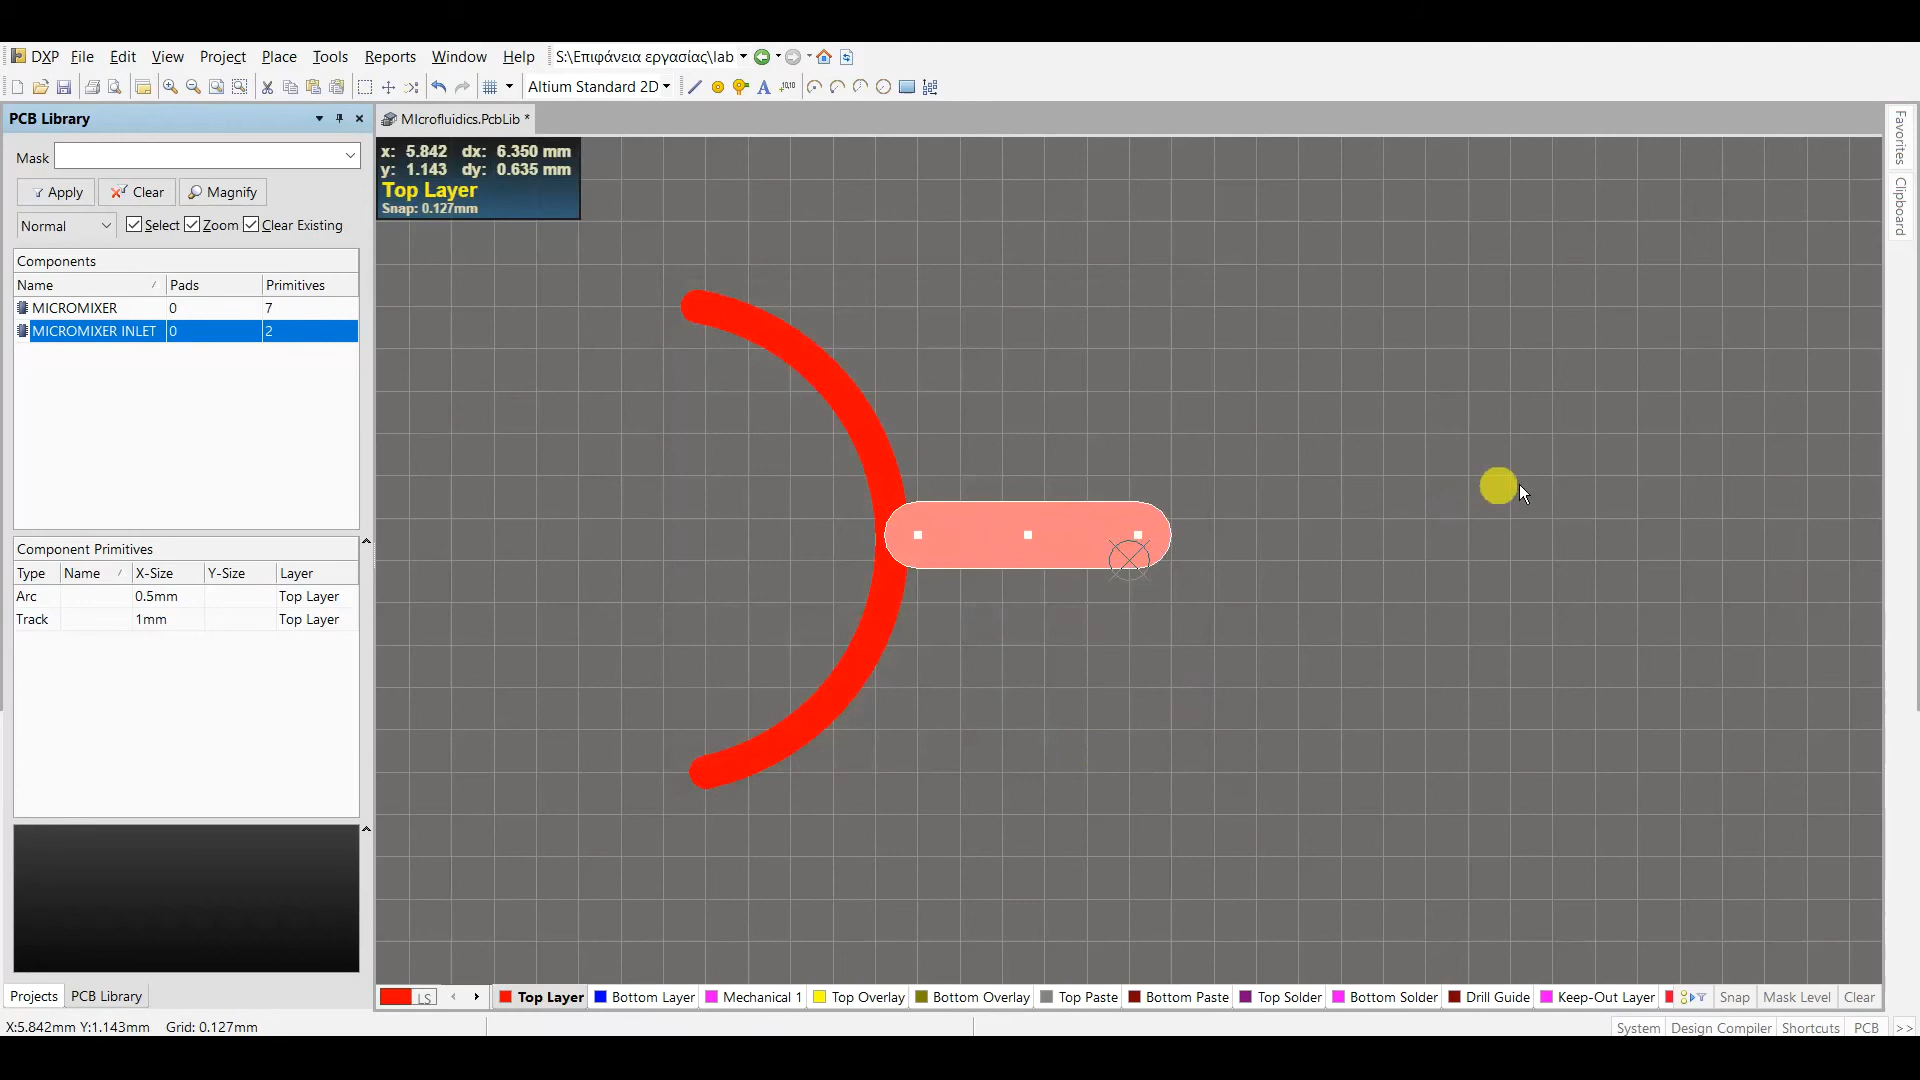 DXP File Edit View Project Place Tools Reports Window Help S:\Επιφάνεια εργασίας\lab
Altium Standard 2D
PCB Library
MIcrofluidics.PcbLib *
Mask
x: 5.842 dx: 6.350 mm
y: 1.143 dy: 0.635 mm
Top Layer
Snap: 0.127mm
Apply Clear Magnify
Normal Select Zoom Clear Existing
Components
Name Pads Primitives
MICROMIXER 0 7
MICROMIXER INLET 0 2
Component Primitives
Type Name X-Size Y-Size Layer
Arc 0.5mm Top Layer
Track 1mm Top Layer
Favorites
Clipboard
Projects PCB Library
LS Top Layer Bottom Layer Mechanical 1 Top Overlay Bottom Overlay Top Paste Bottom Paste Top Solder Bottom Solder Drill Guide Keep-Out Layer Snap Mask Level Clear
X:5.842mm Y:1.143mm Grid: 0.127mm
System Design Compiler Shortcuts PCB >>